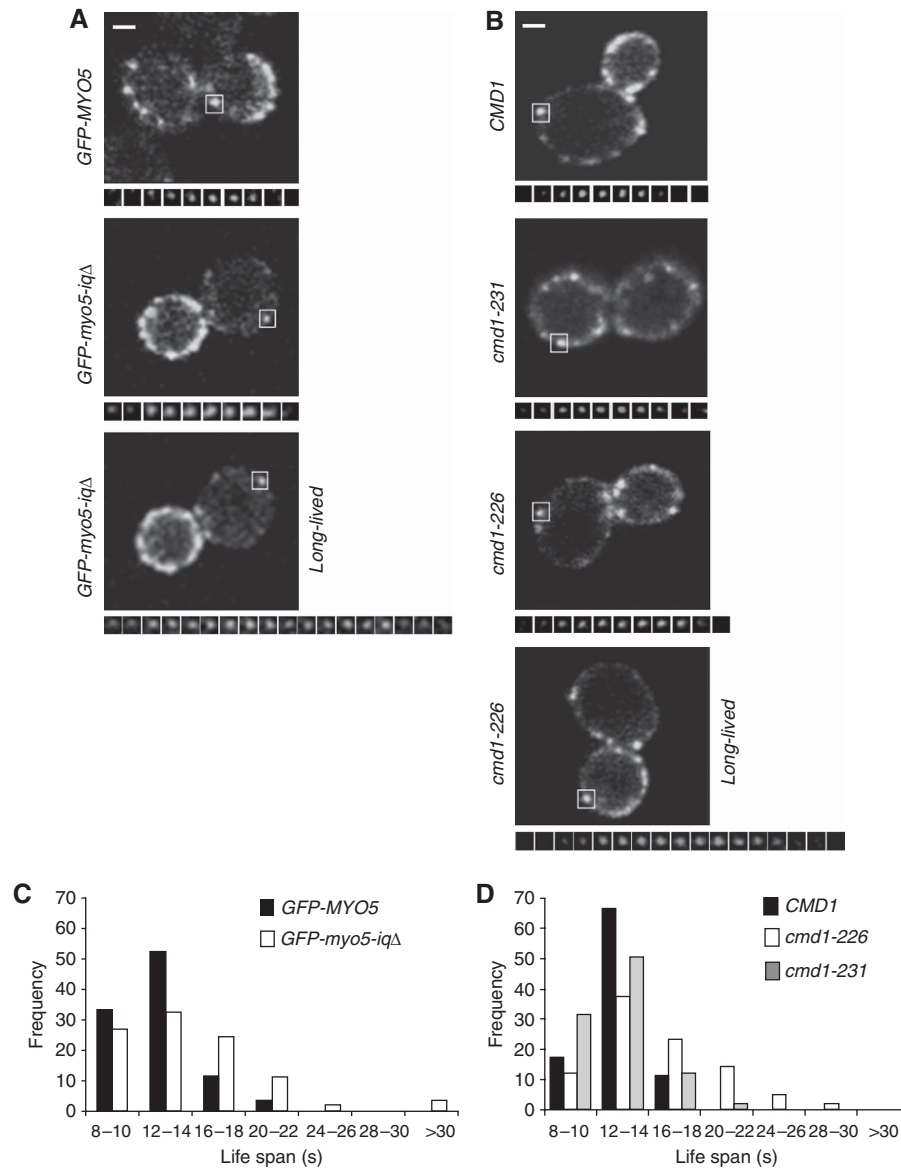 A
GFP-MYO5
GFP-myo5-iqΔ
GFP-myo5-iqΔ
Long-lived
B
CMD1
cmd1-231
cmd1-226
cmd1-226
Long-lived
C
70
60
50
40
30
20
10
0
Frequency
GFP-MYO5
GFP-myo5-iqΔ
8–10 12–14 16–18 20–22 24–26 28–30 >30
Life span (s)
D
70
60
50
40
30
20
10
0
Frequency
CMD1
cmd1-226
cmd1-231
8–10 12–14 16–18 20–22 24–26 28–30 >30
Life span (s)